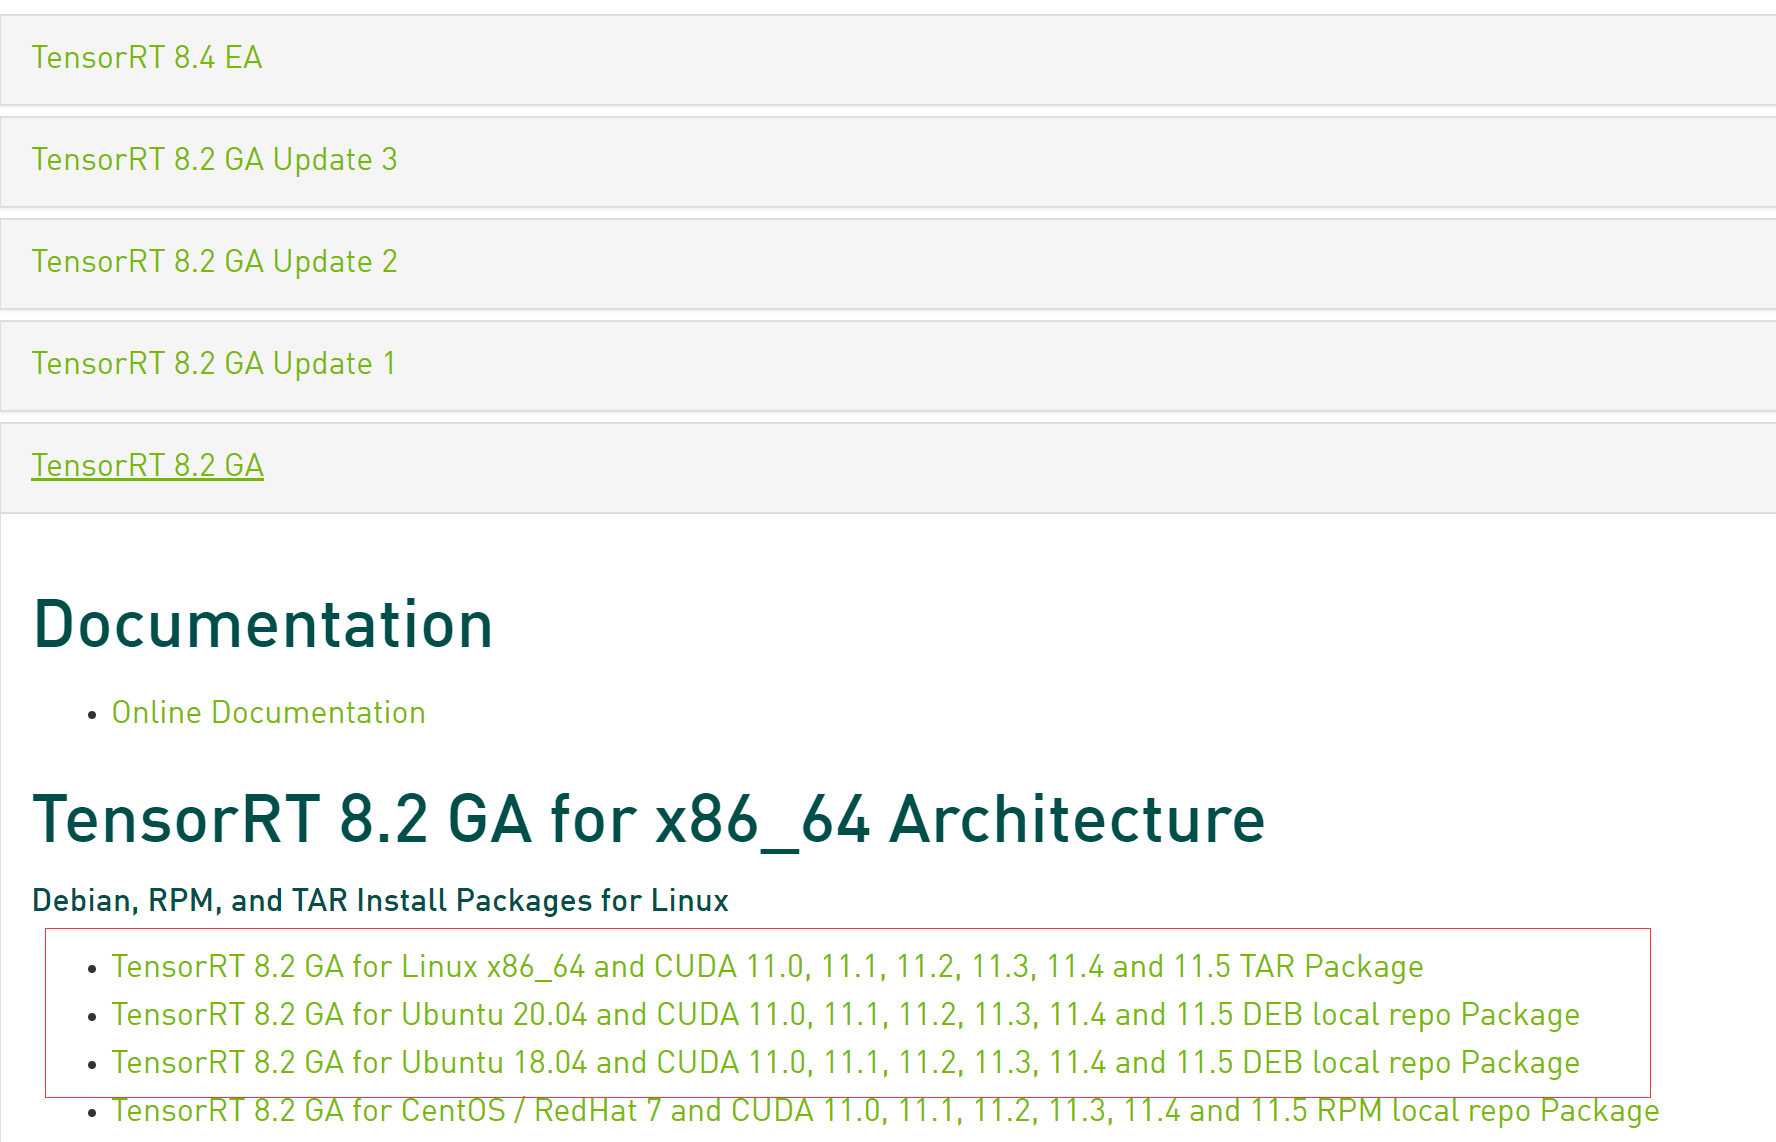 TensorRT 8.4 EA
TensorRT 8.2 GA Update 3
TensorRT 8.2 GA Update 2
TensorRT 8.2 GA Update 1
TensorRT 8.2 GA
Documentation
• Online Documentation
TensorRT 8.2 GA for x86_64 Architecture
Debian, RPM, and TAR Install Packages for Linux
• TensorRT 8.2 GA for Linux x86_64 and CUDA 11.0, 11.1, 11.2, 11.3, 11.4 and 11.5 TAR Package
• TensorRT 8.2 GA for Ubuntu 20.04 and CUDA 11.0, 11.1, 11.2, 11.3, 11.4 and 11.5 DEB local repo Package
• TensorRT 8.2 GA for Ubuntu 18.04 and CUDA 11.0, 11.1, 11.2, 11.3, 11.4 and 11.5 DEB local repo Package
• TensorRT 8.2 GA for CentOS / RedHat 7 and CUDA 11.0, 11.1, 11.2, 11.3, 11.4 and 11.5 RPM local repo Package